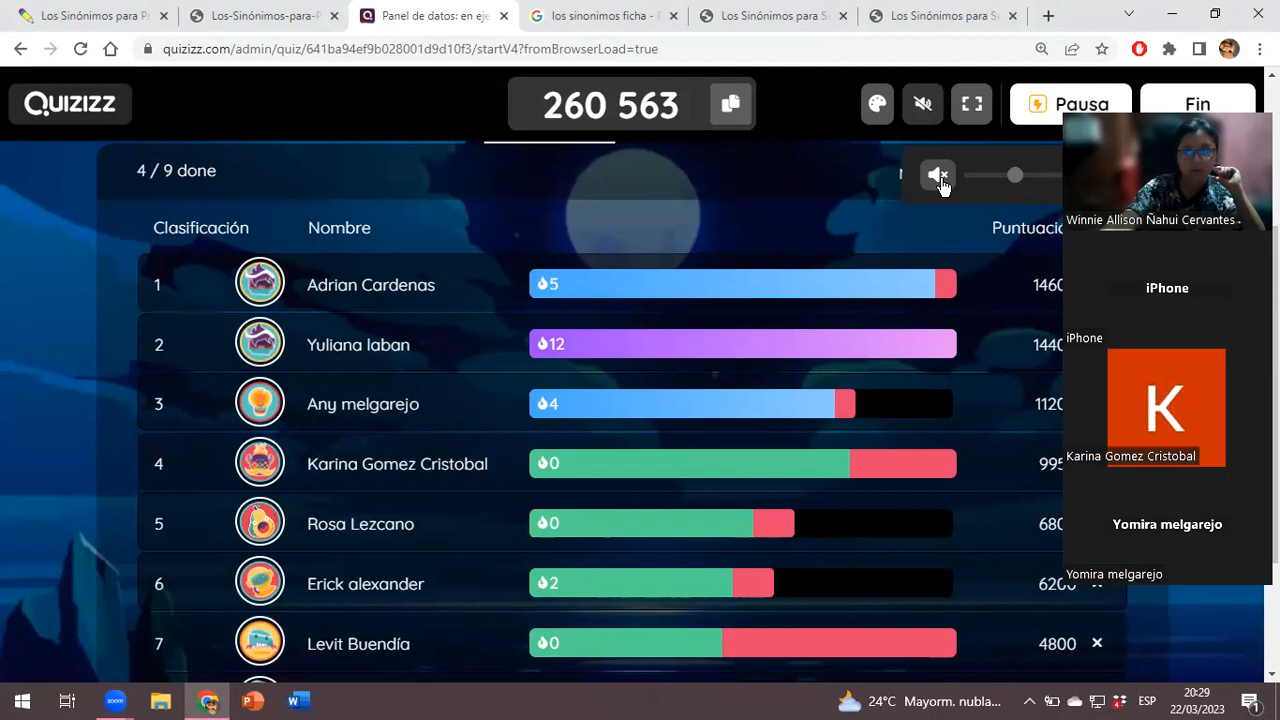 Los Sinónimos para P
Los-Sinónimos-para-P
Panel de datos: en eje
los sinonimos ficha - 
Los Sinónimos para Se
Los Sinónimos para Se
quizizz.com/admin/quiz/641ba94ef9b028001d9d10f3/startV4?fromBrowserLoad=true
QUIZIZZ
260 563
Pausa
Fin
4 / 9 done
Clasificación
Nombre
Puntuació
1
Adrian Cardenas
5
1460
2
Yuliana laban
12
1440
3
Any melgarejo
4
1120
4
Karina Gomez Cristobal
0
995
5
Rosa Lezcano
0
680
6
Erick alexander
2
6200
7
Levit Buendía
0
4800
Winnie Allison Ñahui Cervantes
iPhone
iPhone
K
Karina Gomez Cristobal
Yomira melgarejo
Yomira melgarejo
zoom
24°C Mayorm. nubla...
ESP
20:29
22/03/2023
1